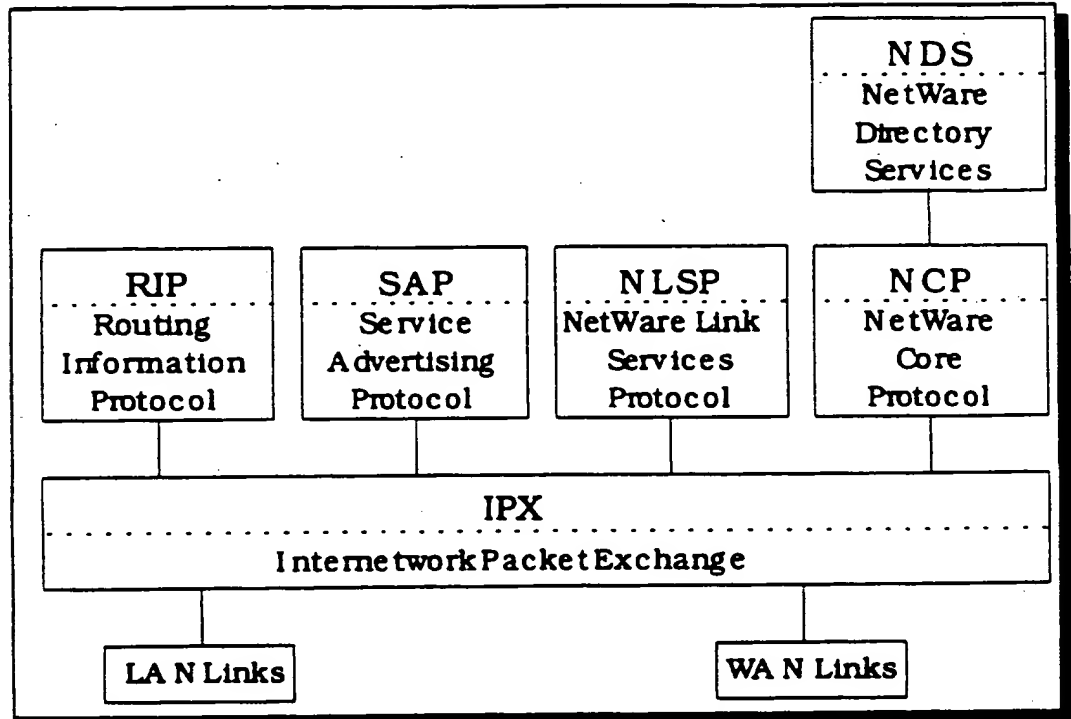 NDS
NetWare
Directory
Services
RIP
Routing
Information
Protocol
SAP
Service
Advertising
Protocol
NLSP
NetWare Link
Services
Protocol
NCP
NetWare
Core
Protocol
IPX
Internetwork Packet Exchange
LAN Links
WAN Links